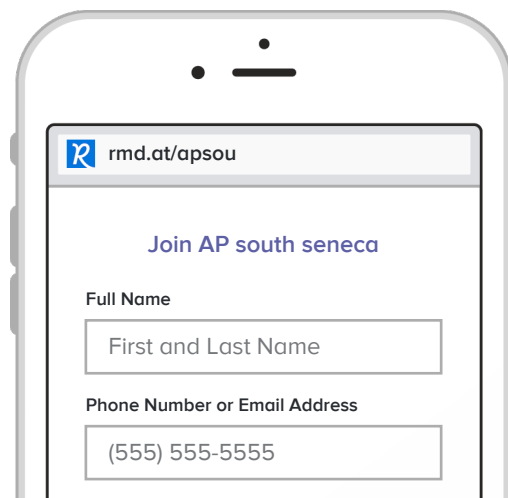 rmd.at/apsou
Join AP south seneca
Full Name
First and Last Name
Phone Number or Email Address
(555) 555-5555